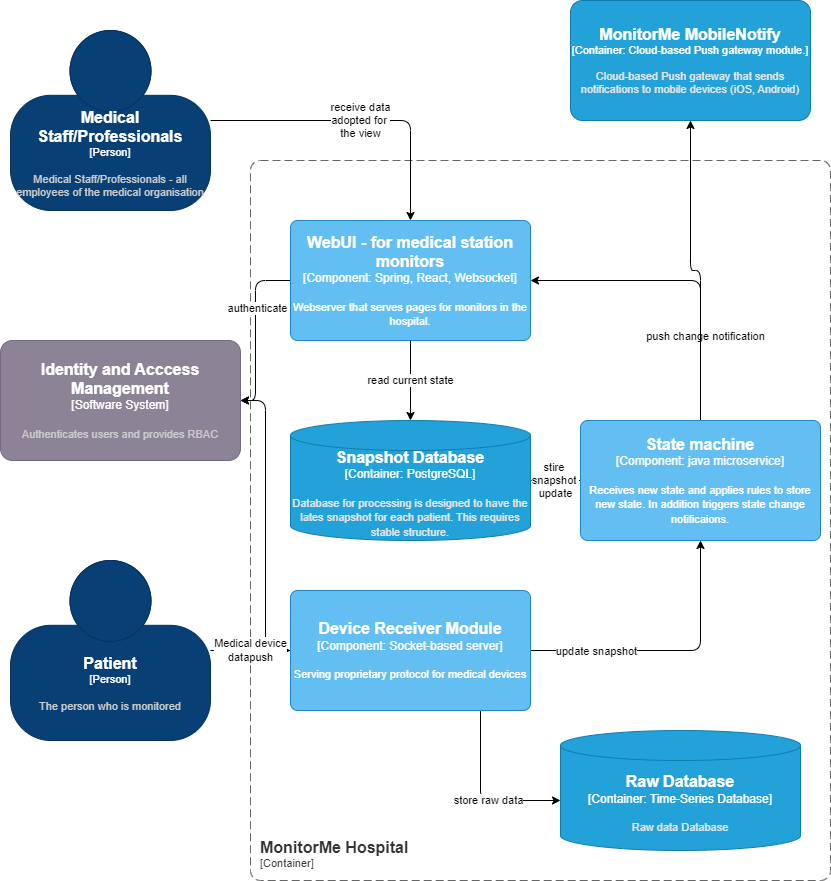 MonitorMe MobileNotify
[Container: Cloud-based Push gateway module.]
Cloud-based Push gateway that sends
notifications to mobile devices (iOS, Android)
Medical
Staff/Professionals
[Person]
Medical Staff/Professionals - all
employees of the medical organisation
receive data
adopted for
the view
WebUI - for medical station
monitors
[Component: Spring, React, Websocket]
Webserver that serves pages for monitors in the
hospital.
authenticate
push change notification
Identity and Acccess
Management
[Software System]
Authenticates users and provides RBAC
read current state
Snapshot Database
[Container: PostgreSQL]
Database for processing is designed to have the
lates snapshot for each patient. This requires
stable structure.
stire
snapshot
update
State machine
[Component: java microservice]
Receives new state and applies rules to store
new state. In addition triggers state change
notificaions.
Patient
[Person]
The person who is monitored
Medical device
datapush
Device Receiver Module
[Component: Socket-based server]
Serving proprietary protocol for medical devices
update snapshot
store raw data
Raw Database
[Container: Time-Series Database]
Raw data Database
MonitorMe Hospital
[Container]